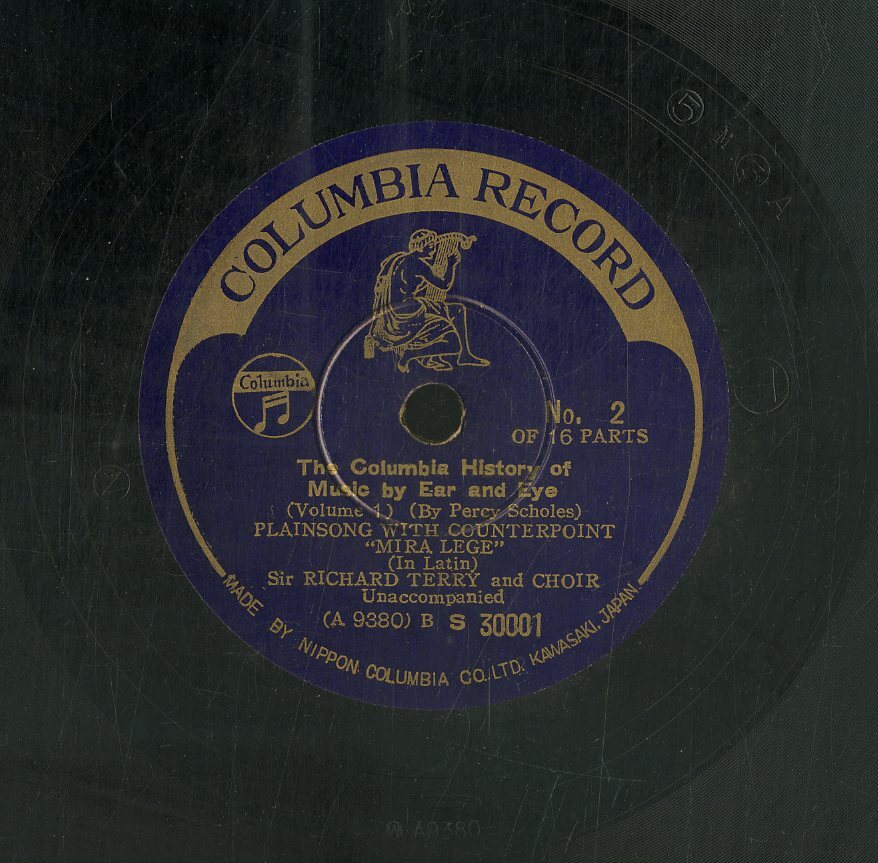 COLUMBIA RECORD
Columbia
No. 2
OF 16 PARTS
The Columbia History of
Music by Ear and Eye
(Volume 1) (By Percy Scholes)
PLAINSONG WITH COUNTERPOINT
"MIRA LEGE"
(In Latin)
Sir RICHARD TERRY and CHOIR
Unaccompanied
(A 9380) B S 30001
MADE BY NIPPON COLUMBIA CO. LTD. KAWASAKI. JAPAN.
A9380